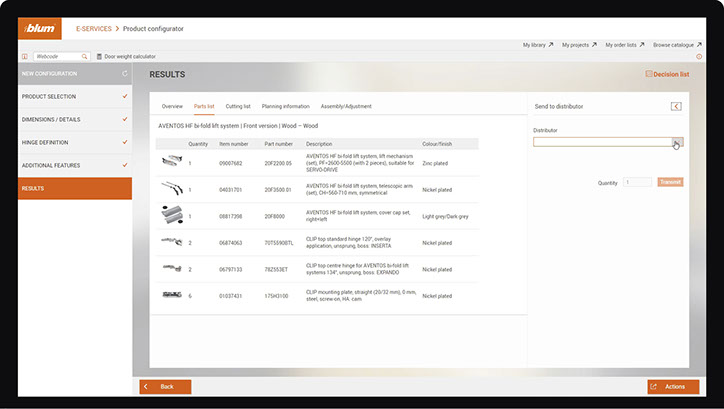 blum
E-SERVICES > Product configurator
My library
My projects
My order lists
Browse catalogue
Webcode
Door weight calculator
NEW CONFIGURATION
PRODUCT SELECTION
DIMENSIONS / DETAILS
HINGE DEFINITION
ADDITIONAL FEATURES
RESULTS
RESULTS
Decision list
Overview
Parts list
Cutting list
Planning information
Assembly/Adjustment
AVENTOS HF bi-fold lift system | Front version | Wood – Wood
Quantity Item number Part number Description Colour/finish
1 09007682 20F2200.05 AVENTOS HF bi-fold lift system, lift mechanism
(set), PF=2600-5500 (with 2 pieces), suitable for
SERVO-DRIVE
Zinc plated
1 04031701 20F3500.01 AVENTOS HF bi-fold lift system, telescopic arm
(set), CH=560-710 mm, symmetrical
Nickel plated
1 08817398 20F8000 AVENTOS HF bi-fold lift system, cover cap set,
right+left
Light grey/Dark grey
2 06874063 70T5590BTL CLIP top standard hinge 120°, overlay
application, unsprung, boss: INSERTA
Nickel plated
2 06797133 78Z553ET CLIP top centre hinge for AVENTOS bi-fold lift
systems 134°, unsprung, boss: EXPANDO
Nickel plated
6 01037431 175H3100 CLIP mounting plate, straight (20/32 mm), 0 mm,
steel, screw-on, HA: cam
Nickel plated
Send to distributor
Distributor
Quantity 1 Transmit
Back
Actions